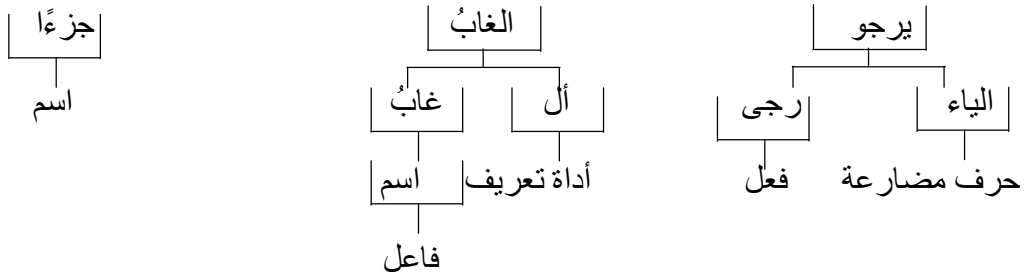 يرجو الغابُ جزءًا
الياء رجى أل غابُ اسم
حرف مضارعة فعل أداة تعريف اسم
فاعل